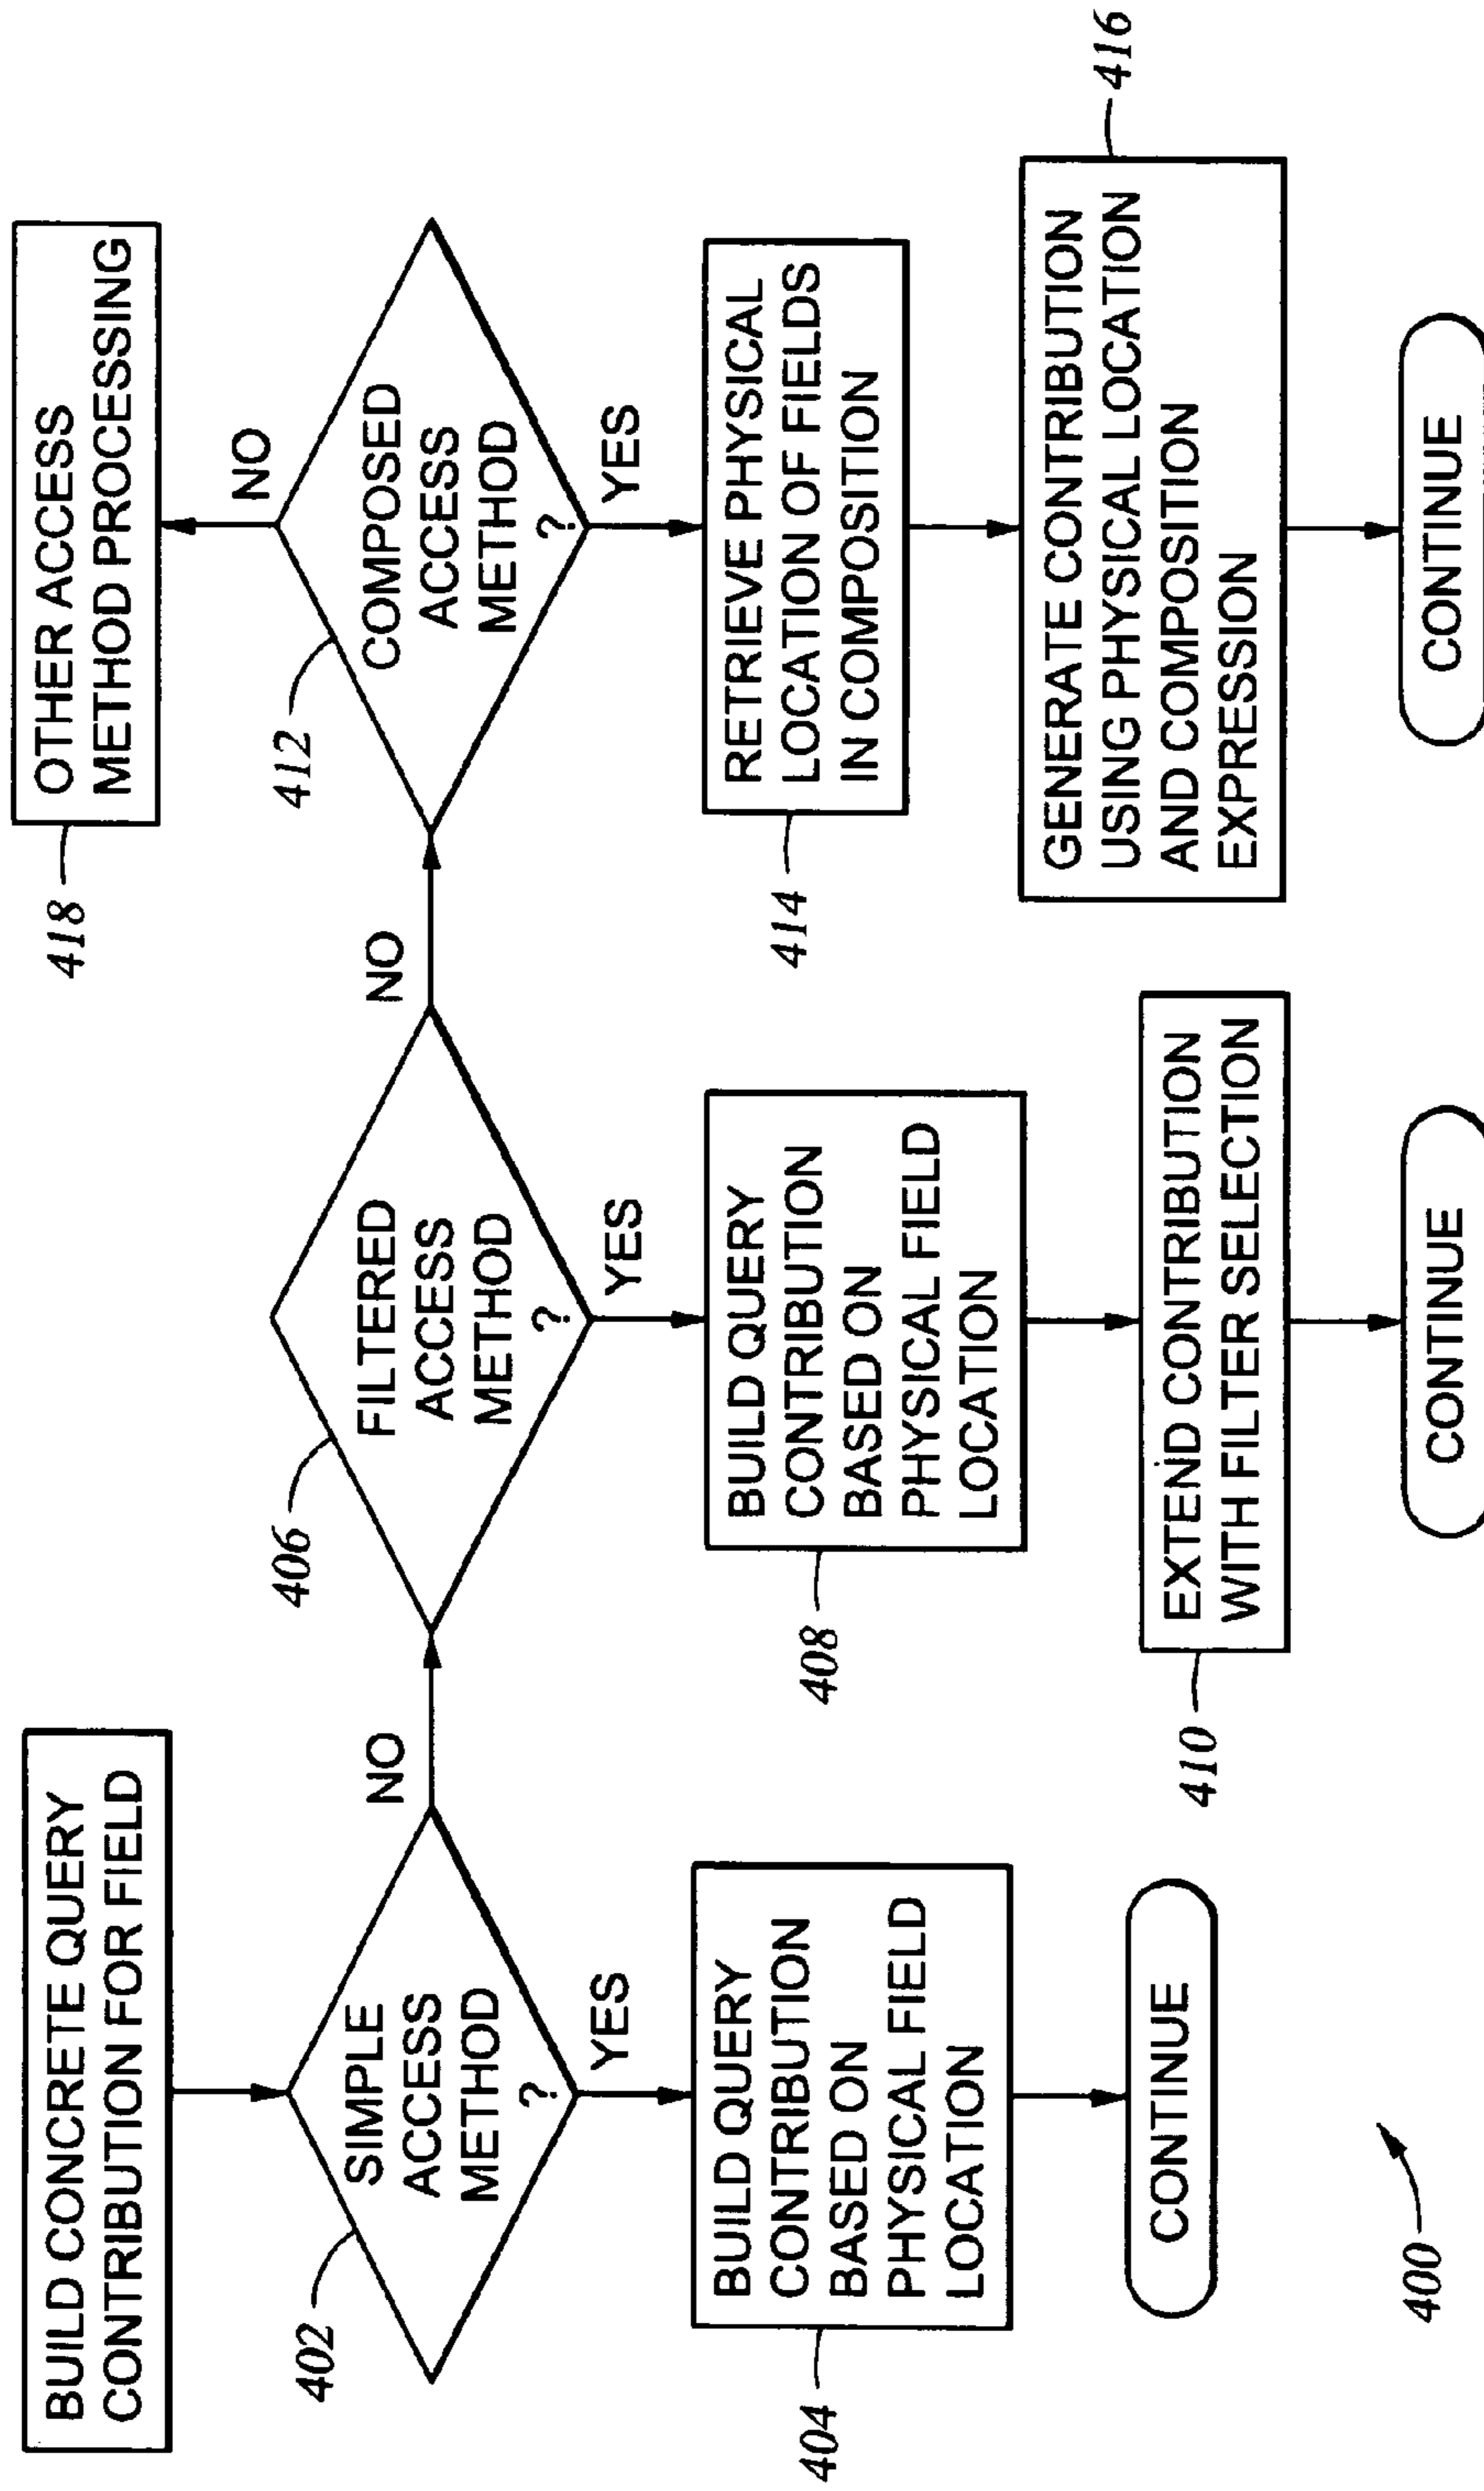 BUILD CONCRETE QUERY
CONTRIBUTION FOR FIELD
402
SIMPLE
ACCESS
METHOD
?
NO
YES
404
BUILD QUERY
CONTRIBUTION
BASED ON
PHYSICAL FIELD
LOCATION
CONTINUE
406
FILTERED
ACCESS
METHOD
?
NO
YES
408
BUILD QUERY
CONTRIBUTION
BASED ON
PHYSICAL FIELD
LOCATION
410
EXTEND CONTRIBUTION
WITH FILTER SELECTION
CONTINUE
418
OTHER ACCESS
METHOD PROCESSING
NO
412
COMPOSED
ACCESS
METHOD
?
YES
414
RETRIEVE PHYSICAL
LOCATION OF FIELDS
IN COMPOSITION
416
GENERATE CONTRIBUTION
USING PHYSICAL LOCATION
AND COMPOSITION
EXPRESSION
CONTINUE
400